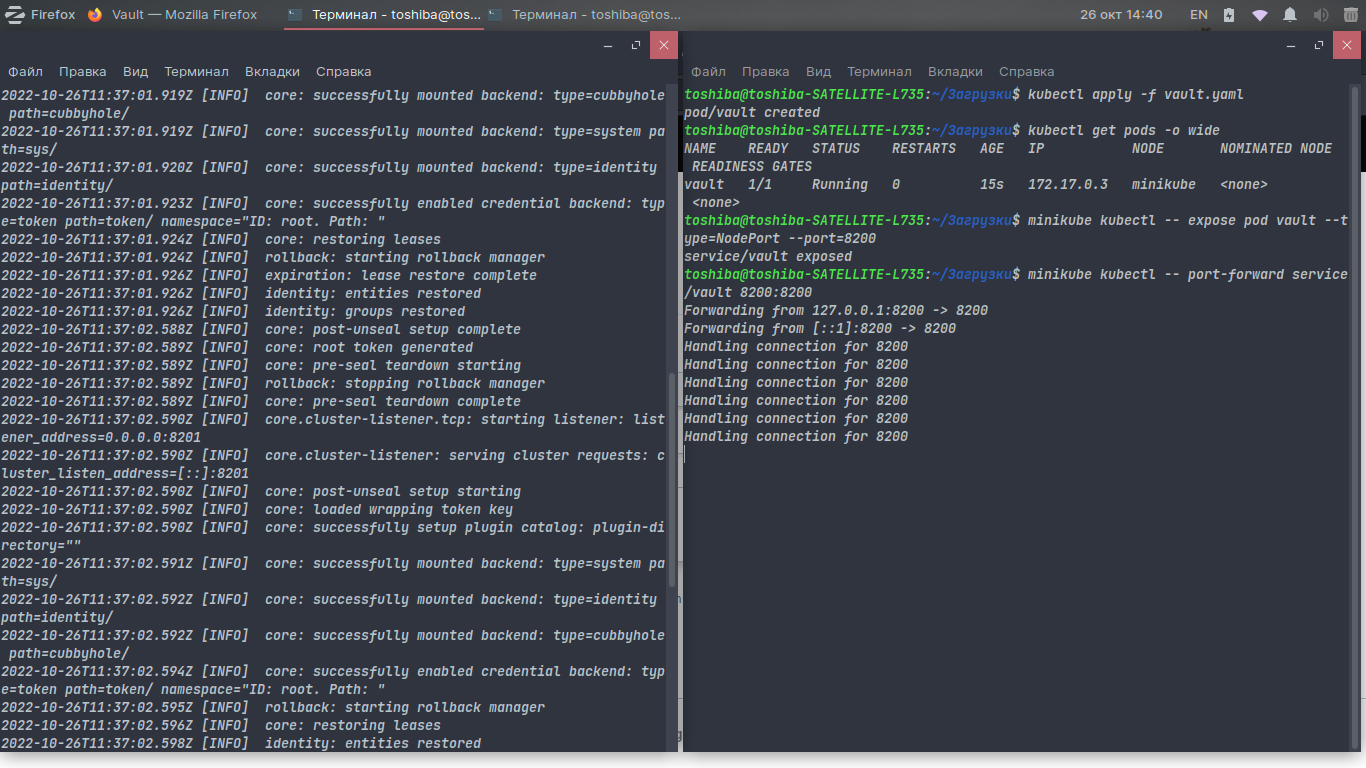 Firefox
Vault — Mozilla Firefox
Терминал - toshiba@tos...
Терминал - toshiba@tos...
26 окт 14:40
EN
Файл Правка Вид Терминал Вкладки Справка
2022-10-26T11:37:01.919Z [INFO]  core: successfully mounted backend: type=cubbyhole
 path=cubbyhole/
2022-10-26T11:37:01.919Z [INFO]  core: successfully mounted backend: type=system pa
th=sys/
2022-10-26T11:37:01.920Z [INFO]  core: successfully mounted backend: type=identity
path=identity/
2022-10-26T11:37:01.923Z [INFO]  core: successfully enabled credential backend: typ
e=token path=token/ namespace="ID: root. Path: "
2022-10-26T11:37:01.924Z [INFO]  core: restoring leases
2022-10-26T11:37:01.924Z [INFO]  rollback: starting rollback manager
2022-10-26T11:37:01.926Z [INFO]  expiration: lease restore complete
2022-10-26T11:37:01.926Z [INFO]  identity: entities restored
2022-10-26T11:37:01.926Z [INFO]  identity: groups restored
2022-10-26T11:37:02.588Z [INFO]  core: post-unseal setup complete
2022-10-26T11:37:02.589Z [INFO]  core: root token generated
2022-10-26T11:37:02.589Z [INFO]  core: pre-seal teardown starting
2022-10-26T11:37:02.589Z [INFO]  rollback: stopping rollback manager
2022-10-26T11:37:02.589Z [INFO]  core: pre-seal teardown complete
2022-10-26T11:37:02.590Z [INFO]  core.cluster-listener.tcp: starting listener: list
ener_address=0.0.0.0:8201
2022-10-26T11:37:02.590Z [INFO]  core.cluster-listener: serving cluster requests: c
luster_listen_address=[::]:8201
2022-10-26T11:37:02.590Z [INFO]  core: post-unseal setup starting
2022-10-26T11:37:02.590Z [INFO]  core: loaded wrapping token key
2022-10-26T11:37:02.590Z [INFO]  core: successfully setup plugin catalog: plugin-di
rectory=""
2022-10-26T11:37:02.591Z [INFO]  core: successfully mounted backend: type=system pa
th=sys/
2022-10-26T11:37:02.592Z [INFO]  core: successfully mounted backend: type=identity
path=identity/
2022-10-26T11:37:02.592Z [INFO]  core: successfully mounted backend: type=cubbyhole
 path=cubbyhole/
2022-10-26T11:37:02.594Z [INFO]  core: successfully enabled credential backend: typ
e=token path=token/ namespace="ID: root. Path: "
2022-10-26T11:37:02.595Z [INFO]  rollback: starting rollback manager
2022-10-26T11:37:02.596Z [INFO]  core: restoring leases
2022-10-26T11:37:02.598Z [INFO]  identity: entities restored
Файл Правка Вид Терминал Вкладки Справка
toshiba@toshiba-SATELLITE-L735:~/Загрузки$ kubectl apply -f vault.yaml
pod/vault created
toshiba@toshiba-SATELLITE-L735:~/Загрузки$ kubectl get pods -o wide
NAME    READY   STATUS    RESTARTS   AGE   IP           NODE       NOMINATED NODE
 READINESS GATES
vault   1/1     Running   0          15s   172.17.0.3   minikube   <none>
 <none>
toshiba@toshiba-SATELLITE-L735:~/Загрузки$ minikube kubectl -- expose pod vault --t
ype=NodePort --port=8200
service/vault exposed
toshiba@toshiba-SATELLITE-L735:~/Загрузки$ minikube kubectl -- port-forward service
/vault 8200:8200
Forwarding from 127.0.0.1:8200 -> 8200
Forwarding from [::1]:8200 -> 8200
Handling connection for 8200
Handling connection for 8200
Handling connection for 8200
Handling connection for 8200
Handling connection for 8200
Handling connection for 8200